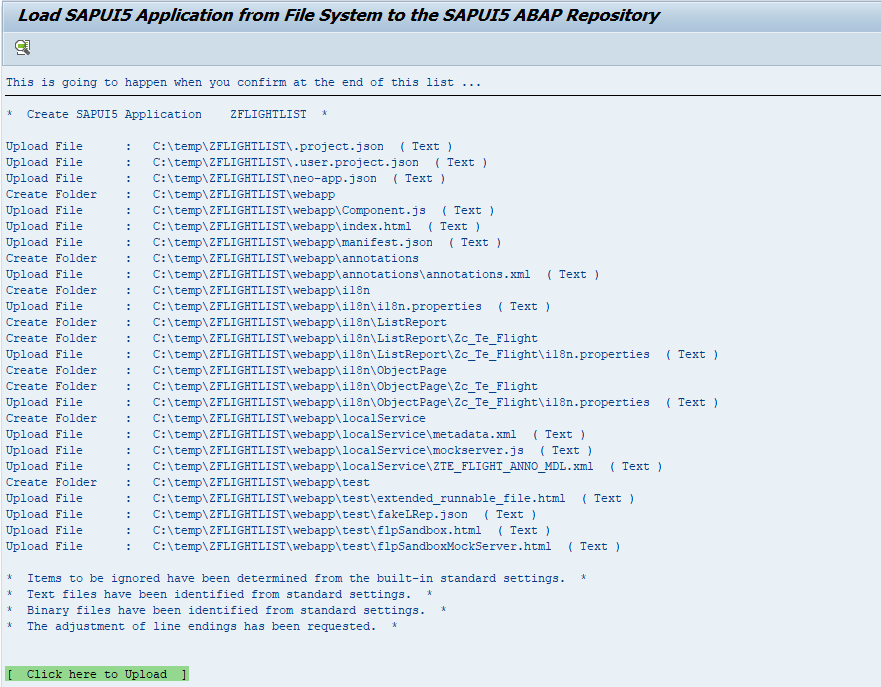 Load SAPUI5 Application from File System to the SAPUI5 ABAP Repository
This is going to happen when you confirm at the end of this list ...
* Create SAPUI5 Application ZFLIGHTLIST *
Upload File : C:\temp\ZFLIGHTLIST\.project.json ( Text )
Upload File : C:\temp\ZFLIGHTLIST\.user.project.json ( Text )
Upload File : C:\temp\ZFLIGHTLIST\neo-app.json ( Text )
Create Folder : C:\temp\ZFLIGHTLIST\webapp
Upload File : C:\temp\ZFLIGHTLIST\webapp\Component.js ( Text )
Upload File : C:\temp\ZFLIGHTLIST\webapp\index.html ( Text )
Upload File : C:\temp\ZFLIGHTLIST\webapp\manifest.json ( Text )
Create Folder : C:\temp\ZFLIGHTLIST\webapp\annotations
Upload File : C:\temp\ZFLIGHTLIST\webapp\annotations\annotations.xml ( Text )
Create Folder : C:\temp\ZFLIGHTLIST\webapp\i18n
Upload File : C:\temp\ZFLIGHTLIST\webapp\i18n\i18n.properties ( Text )
Create Folder : C:\temp\ZFLIGHTLIST\webapp\i18n\ListReport
Create Folder : C:\temp\ZFLIGHTLIST\webapp\i18n\ListReport\Zc_Te_Flight
Upload File : C:\temp\ZFLIGHTLIST\webapp\i18n\ListReport\Zc_Te_Flight\i18n.properties ( Text )
Create Folder : C:\temp\ZFLIGHTLIST\webapp\i18n\ObjectPage
Create Folder : C:\temp\ZFLIGHTLIST\webapp\i18n\ObjectPage\Zc_Te_Flight
Upload File : C:\temp\ZFLIGHTLIST\webapp\i18n\ObjectPage\Zc_Te_Flight\i18n.properties ( Text )
Create Folder : C:\temp\ZFLIGHTLIST\webapp\localService
Upload File : C:\temp\ZFLIGHTLIST\webapp\localService\metadata.xml ( Text )
Upload File : C:\temp\ZFLIGHTLIST\webapp\localService\mockserver.js ( Text )
Upload File : C:\temp\ZFLIGHTLIST\webapp\localService\ZTE_FLIGHT_ANNO_MDL.xml ( Text )
Create Folder : C:\temp\ZFLIGHTLIST\webapp\test
Upload File : C:\temp\ZFLIGHTLIST\webapp\test\extended_runnable_file.html ( Text )
Upload File : C:\temp\ZFLIGHTLIST\webapp\test\fakeLRep.json ( Text )
Upload File : C:\temp\ZFLIGHTLIST\webapp\test\flpSandbox.html ( Text )
Upload File : C:\temp\ZFLIGHTLIST\webapp\test\flpSandboxMockServer.html ( Text )
* Items to be ignored have been determined from the built-in standard settings. *
* Text files have been identified from standard settings. *
* Binary files have been identified from standard settings. *
* The adjustment of line endings has been requested. *
[ Click here to Upload ]